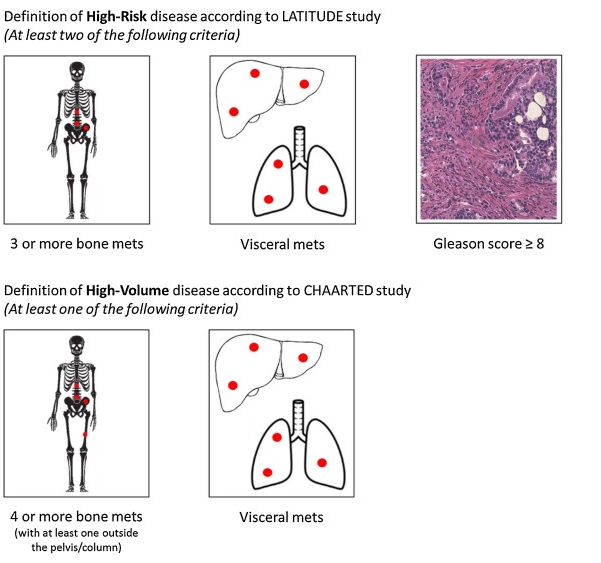 Definition of High-Risk disease according to LATITUDE study
(At least two of the following criteria)
3 or more bone mets
Visceral mets
Gleason score ≥ 8
Definition of High-Volume disease according to CHAARTED study
(At least one of the following criteria)
4 or more bone mets
(with at least one outside
the pelvis/column)
Visceral mets